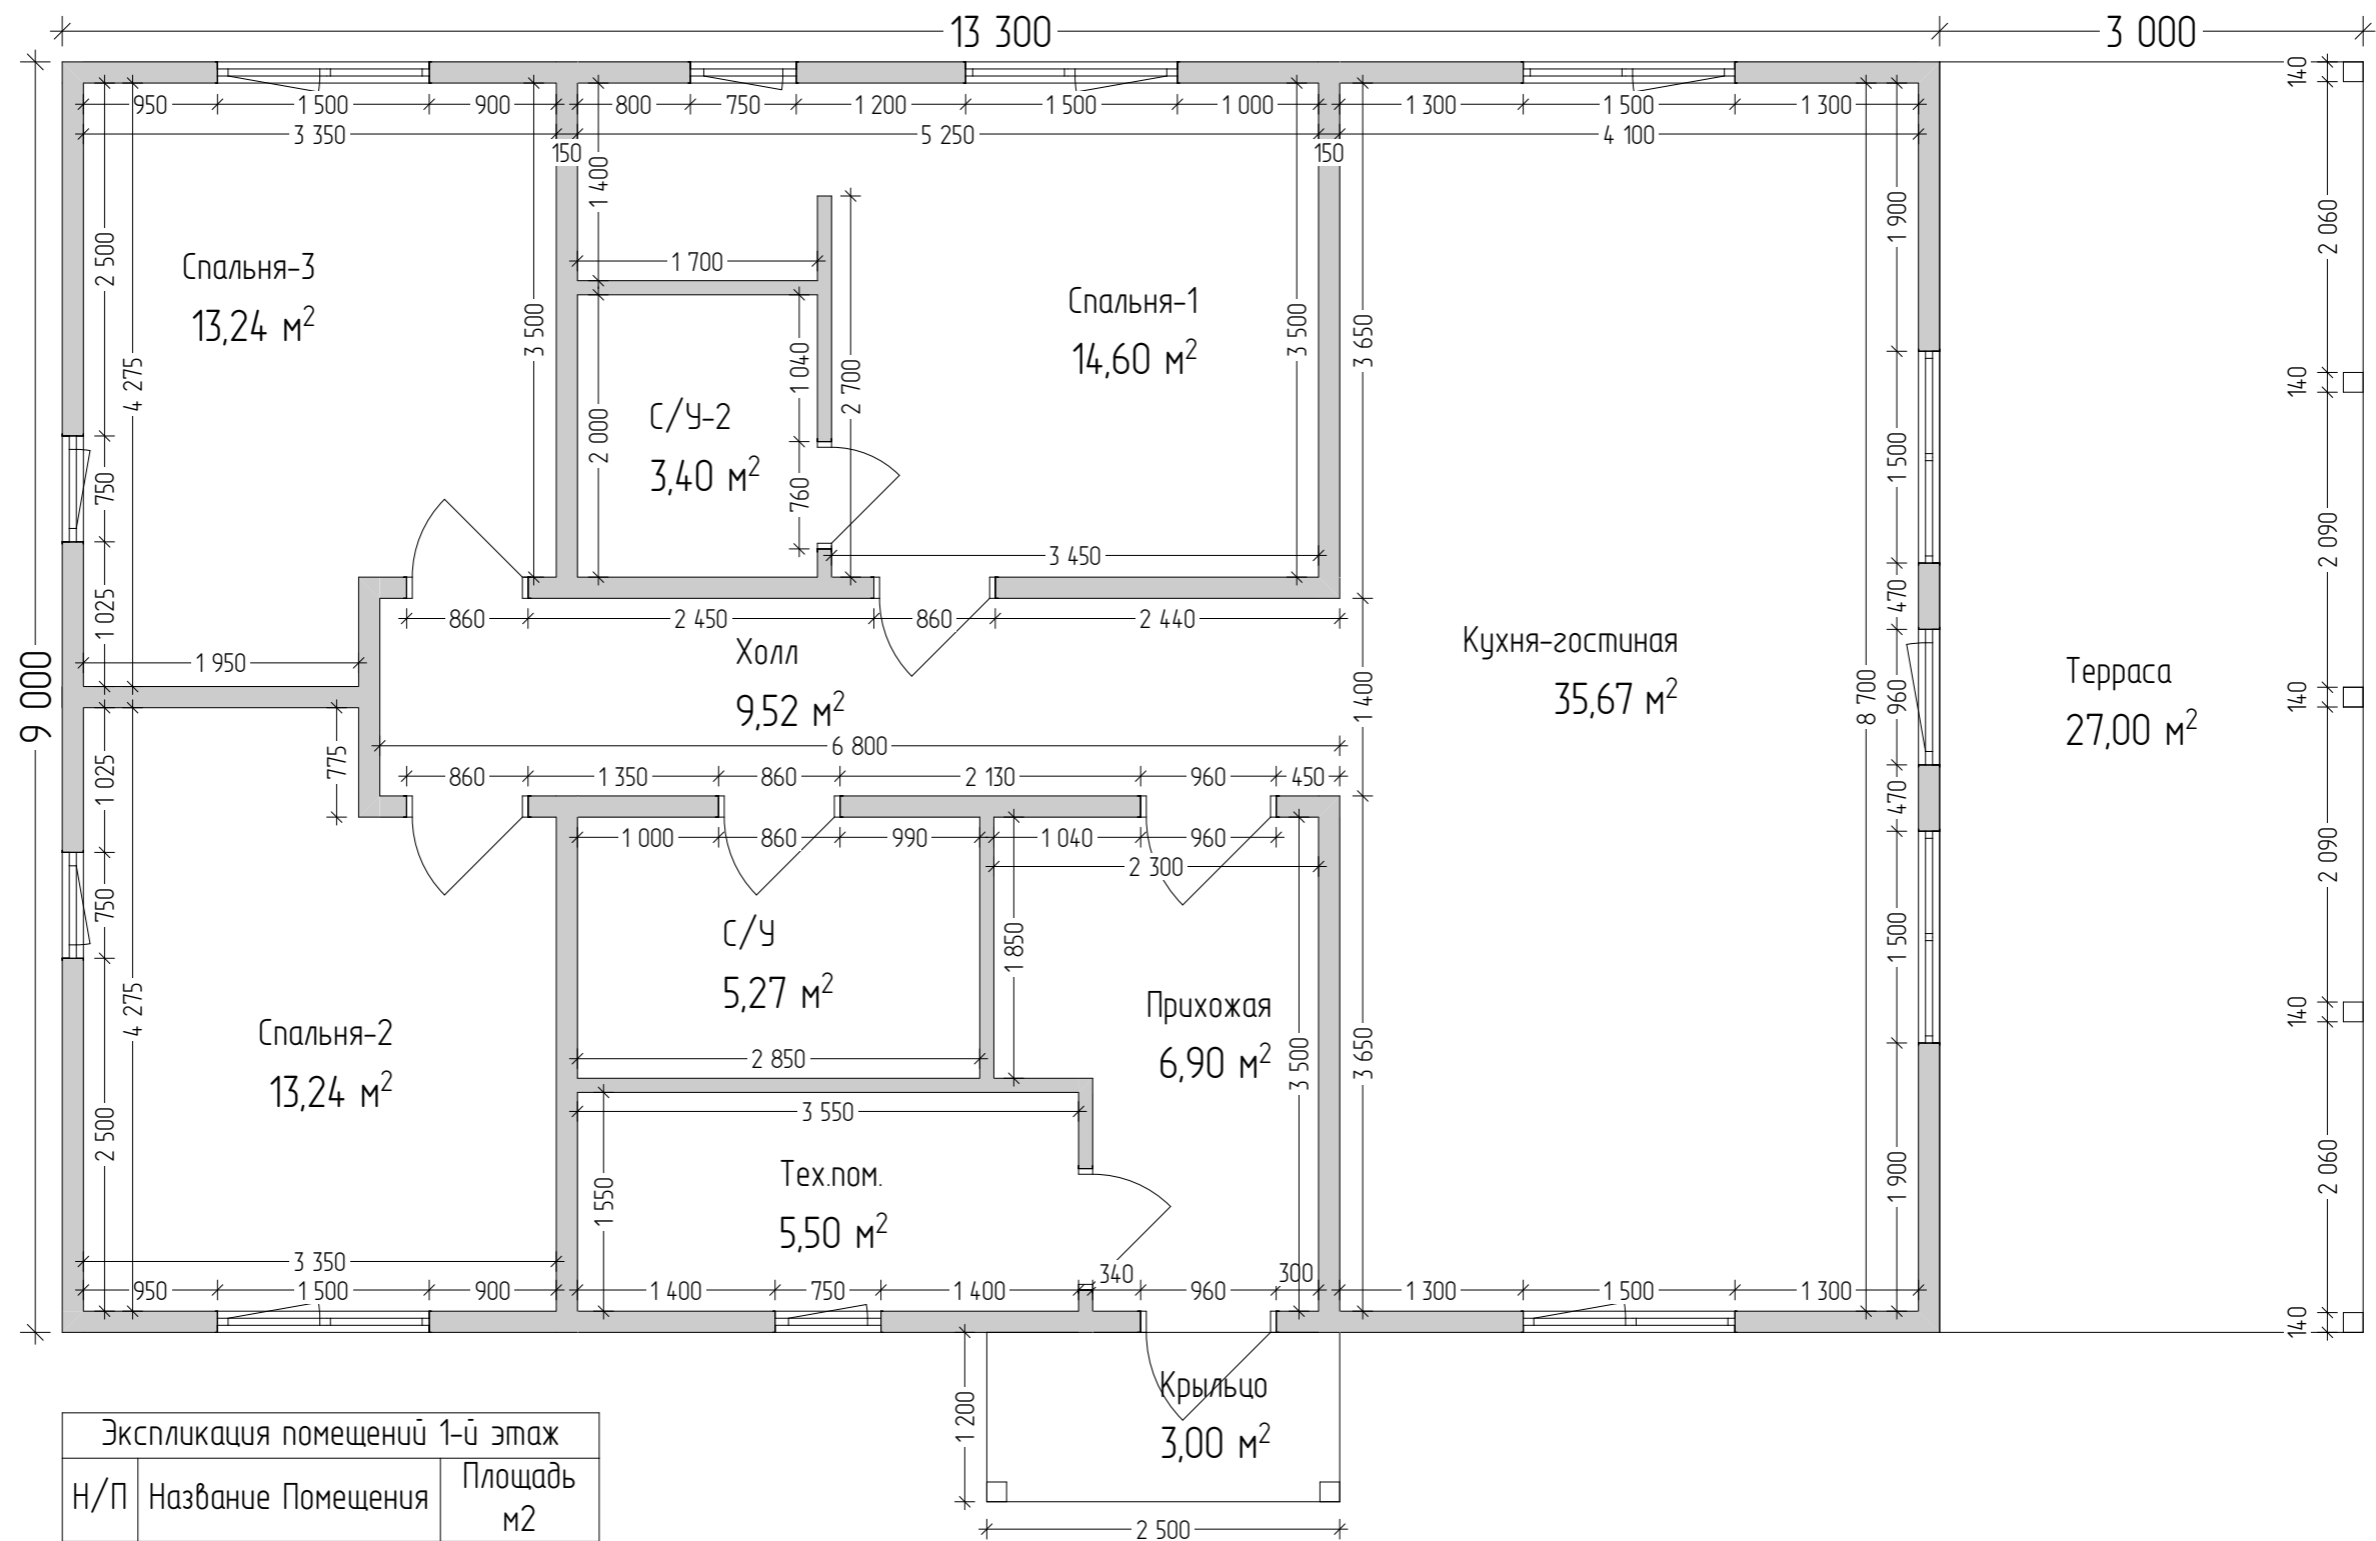 13 300
3 000
950 1 500 900 800 750 1 200 1 500 1 000 1 300 1 500 1 300
3 350 5 250 4 100
150 150
140
1 400
1 900
2 060
2 500
1 700
Спальня-3
13,24 м²
Спальня-1
14,60 м²
3 500
3 500
3 650
4 275
1 040
2 700
140
С/У-2
3,40 м²
2 000
760
750
1 500
2 090
3 450
1 025
470
860 2 450 860 2 440
Холл
9,52 м²
Кухня-гостиная
35,67 м²
Терраса
27,00 м²
1 950
9 000
1 400
8 700
960
140
775
6 800
1 025
860 1 350 860 2 130 960 450
470
1 000 860 990 1 040 960
2 300
2 090
750
С/У
5,27 м²
1 850
1 500
4 275
Спальня-2
13,24 м²
Прихожая
6,90 м²
2 850
3 500
3 650
140
2 500
3 550
Тех.пом.
5,50 м²
1 550
1 900
2 060
3 350
950 1 500 900 1 400 750 1 400 340 960 300 1 300 1 500 1 300
140
Крыльцо
3,00 м²
1 200
2 500
Экспликация помещений 1-й этаж
Н/П Название Помещения Площадь
м2